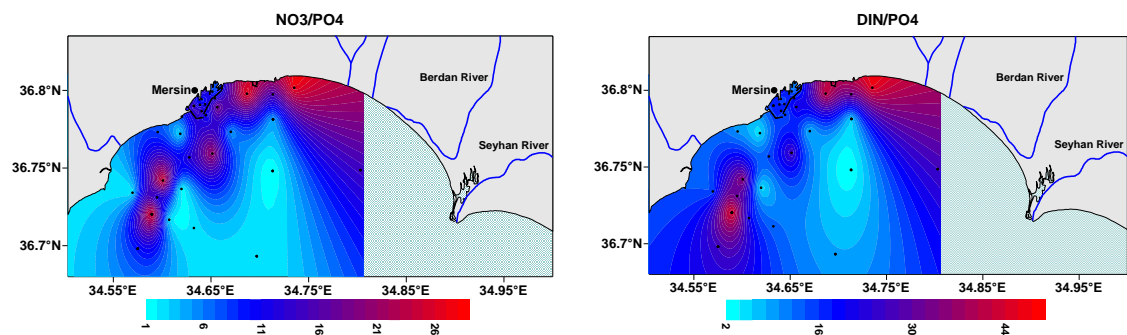 NO3/PO4
DIN/PO4
Berdan River
Berdan River
36.8°N
Mersin
36.8°N
Mersin
Seyhan River
Seyhan River
36.75°N
36.75°N
36.7°N
36.7°N
34.55°E 34.65°E 34.75°E 34.85°E 34.95°E
34.55°E 34.65°E 34.75°E 34.85°E 34.95°E
1 6 11 16 21 26
2 16 30 44